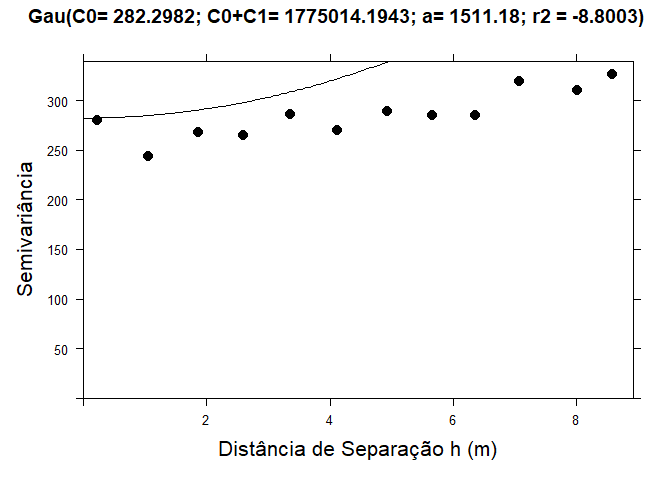 Gau(C0= 282.2982; C0+C1= 1775014.1943; a= 1511.18; r2 = -8.8003)
300
250
200
150
100
50
Semivariância
2 4 6 8
Distância de Separação h (m)